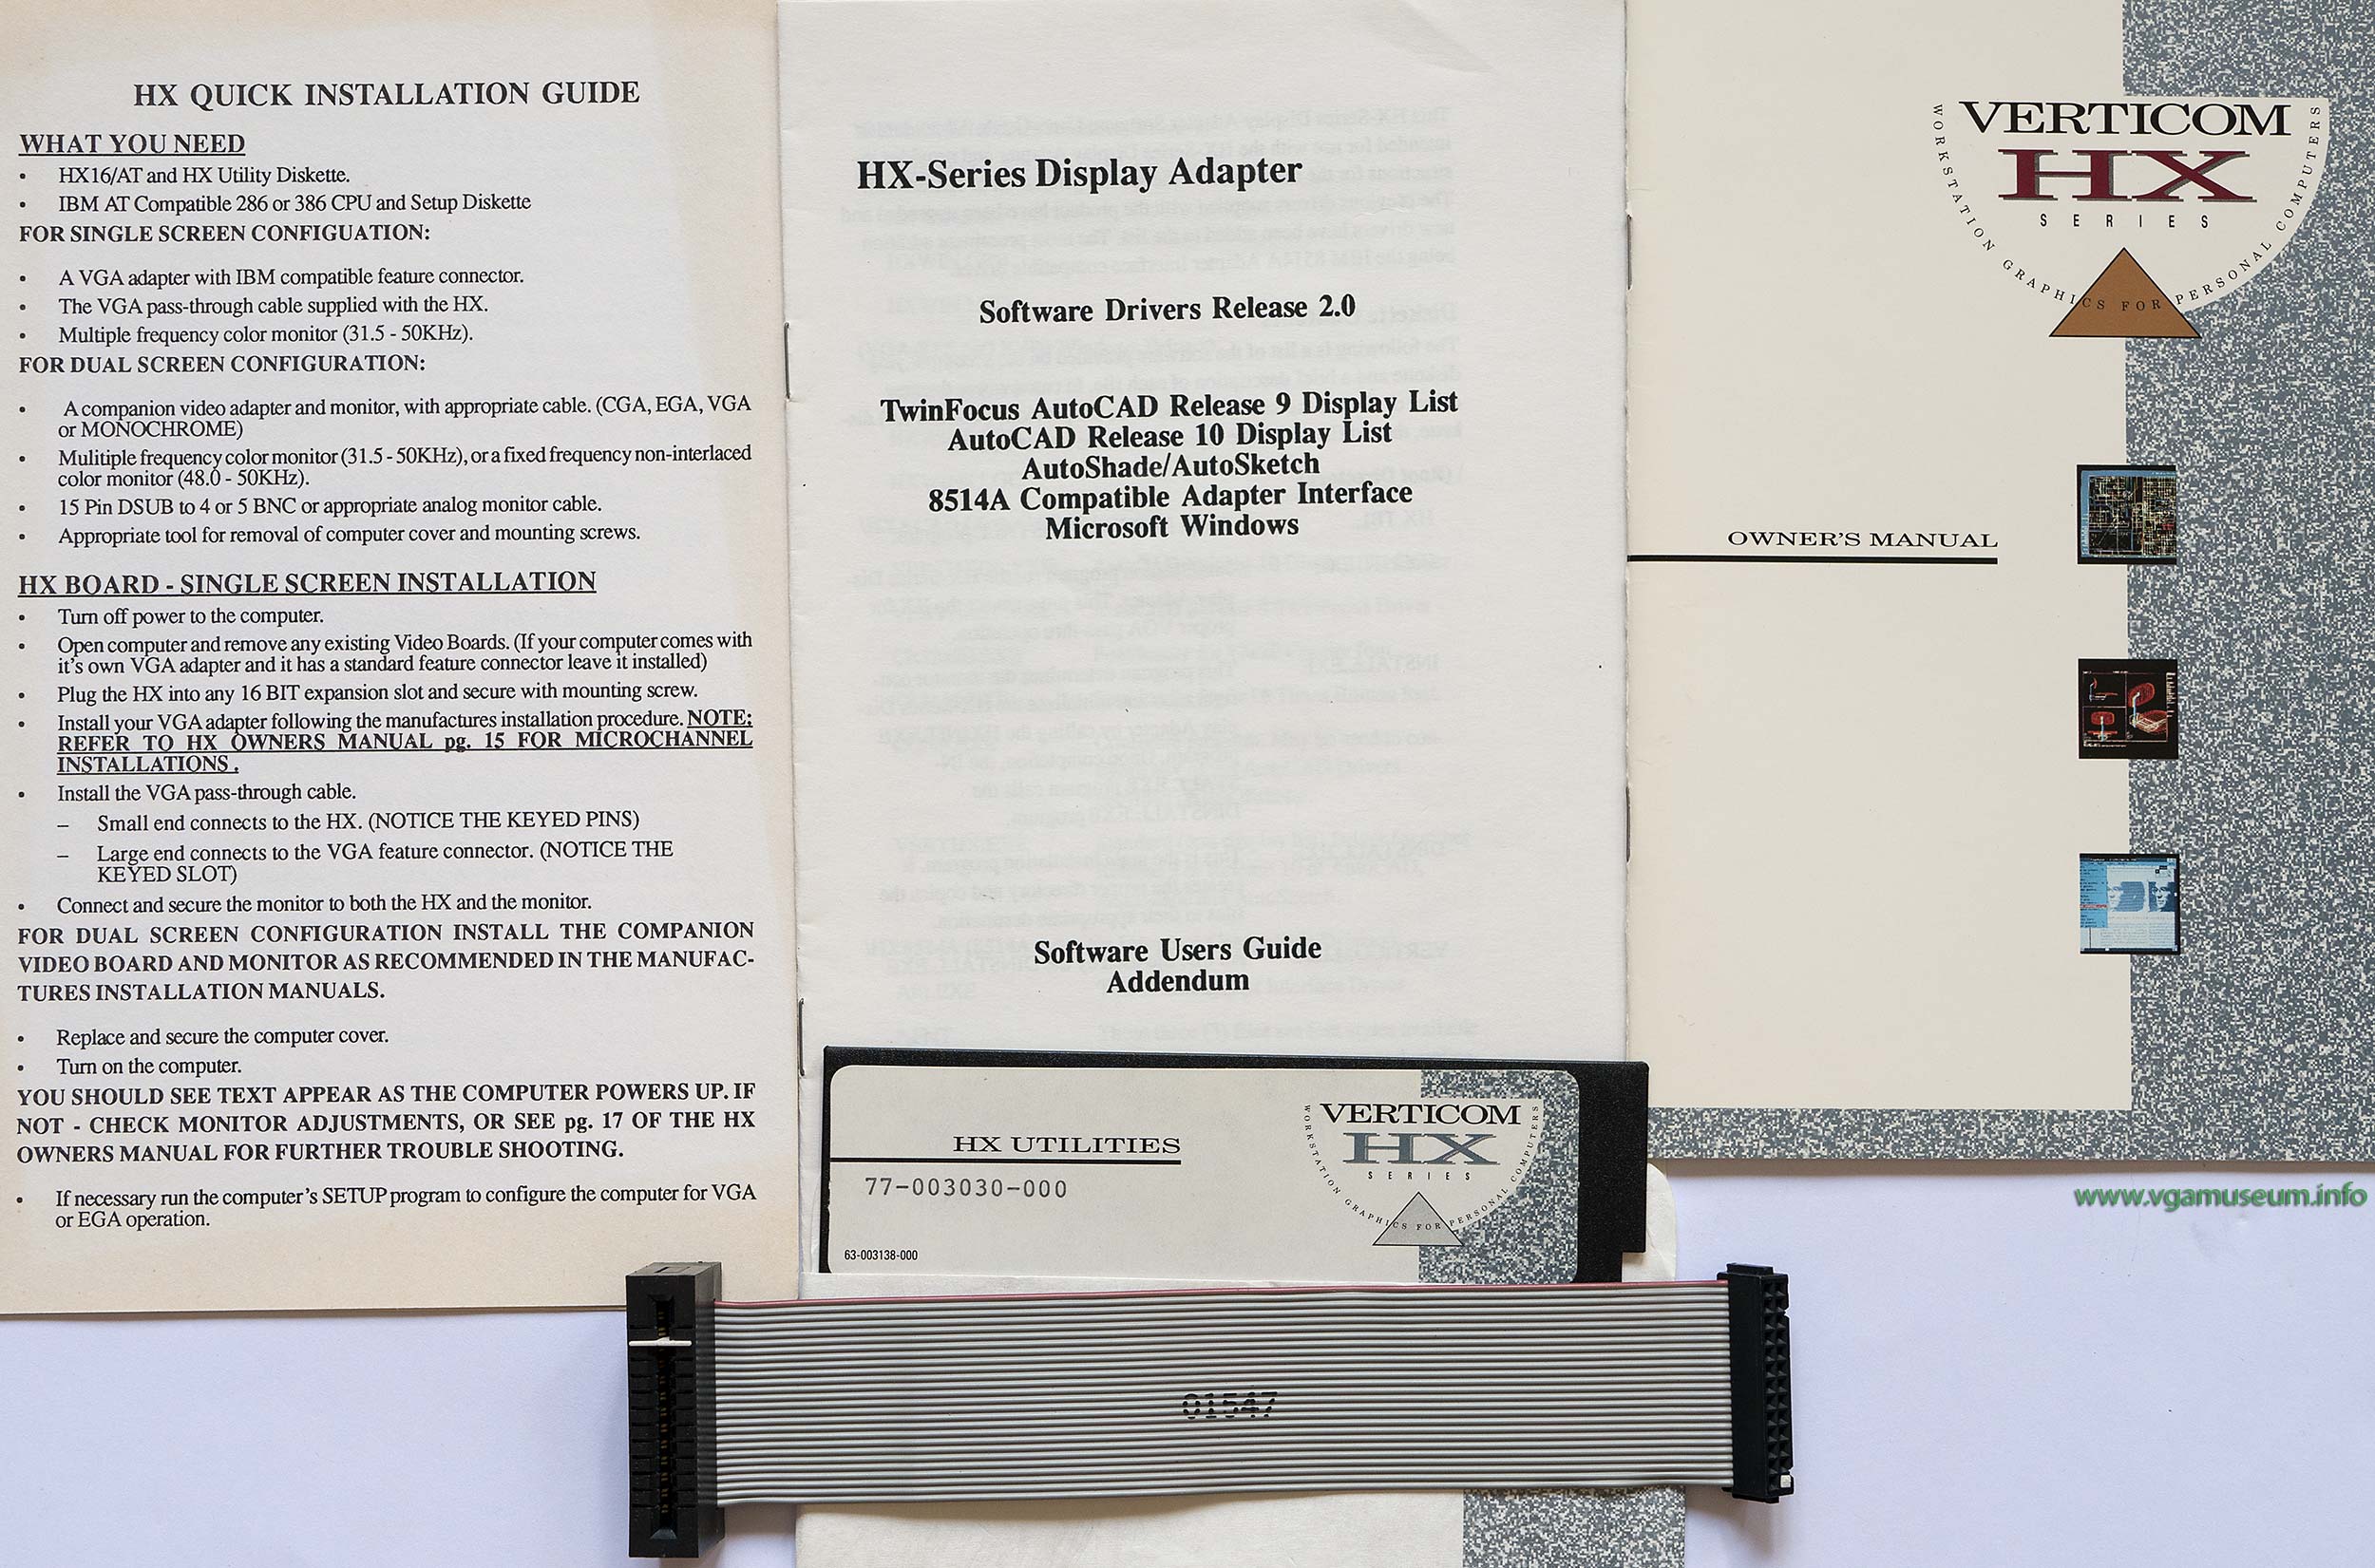 HX QUICK INSTALLATION GUIDE
WHAT YOU NEED
• HX16/AT and HX Utility Diskette.
• IBM AT Compatible 286 or 386 CPU and Setup Diskette
FOR SINGLE SCREEN CONFIGUATION:
• A VGA adapter with IBM compatible feature connector.
• The VGA pass-through cable supplied with the HX.
• Multiple frequency color monitor (31.5 - 50KHz).
FOR DUAL SCREEN CONFIGURATION:
• A companion video adapter and monitor, with appropriate cable. (CGA, EGA, VGA
or MONOCHROME)
• Mulitiple frequency color monitor (31.5 - 50KHz), or a fixed frequency non-interlaced
color monitor (48.0 - 50KHz).
• 15 Pin DSUB to 4 or 5 BNC or appropriate analog monitor cable.
• Appropriate tool for removal of computer cover and mounting screws.
HX BOARD - SINGLE SCREEN INSTALLATION
• Turn off power to the computer.
• Open computer and remove any existing Video Boards. (If your computer comes with
it's own VGA adapter and it has a standard feature connector leave it installed)
• Plug the HX into any 16 BIT expansion slot and secure with mounting screw.
• Install your VGA adapter following the manufactures installation procedure. NOTE:
REFER TO HX OWNERS MANUAL pg. 15 FOR MICROCHANNEL
INSTALLATIONS.
• Install the VGA pass-through cable.
– Small end connects to the HX. (NOTICE THE KEYED PINS)
– Large end connects to the VGA feature connector. (NOTICE THE
KEYED SLOT)
• Connect and secure the monitor to both the HX and the monitor.
FOR DUAL SCREEN CONFIGURATION INSTALL THE COMPANION
VIDEO BOARD AND MONITOR AS RECOMMENDED IN THE MANUFAC-
TURES INSTALLATION MANUALS.
• Replace and secure the computer cover.
• Turn on the computer.
YOU SHOULD SEE TEXT APPEAR AS THE COMPUTER POWERS UP. IF
NOT - CHECK MONITOR ADJUSTMENTS, OR SEE pg. 17 OF THE HX
OWNERS MANUAL FOR FURTHER TROUBLE SHOOTING.
• If necessary run the computer's SETUP program to configure the computer for VGA
or EGA operation.
HX-Series Display Adapter
Software Drivers Release 2.0
TwinFocus AutoCAD Release 9 Display List
AutoCAD Release 10 Display List
AutoShade/AutoSketch
8514A Compatible Adapter Interface
Microsoft Windows
Software Users Guide
Addendum
VERTICOM
HX
SERIES
WORKSTATION GRAPHICS FOR PERSONAL COMPUTERS
OWNER'S MANUAL
HX UTILITIES
77-003030-000
63-003138-000
VERTICOM
HX
SERIES
WORKSTATION GRAPHICS FOR PERSONAL COMPUTERS
www.vgamuseum.info
01547